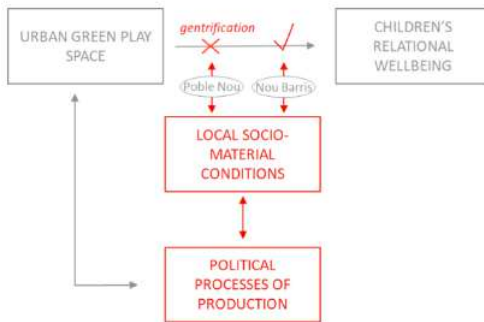 URBAN GREEN PLAY
SPACE
gentrification
CHILDREN'S
RELATIONAL
WELLBEING
Poble Nou
Nou Barris
LOCAL SOCIO-
MATERIAL
CONDITIONS
POLITICAL
PROCESSES OF
PRODUCTION